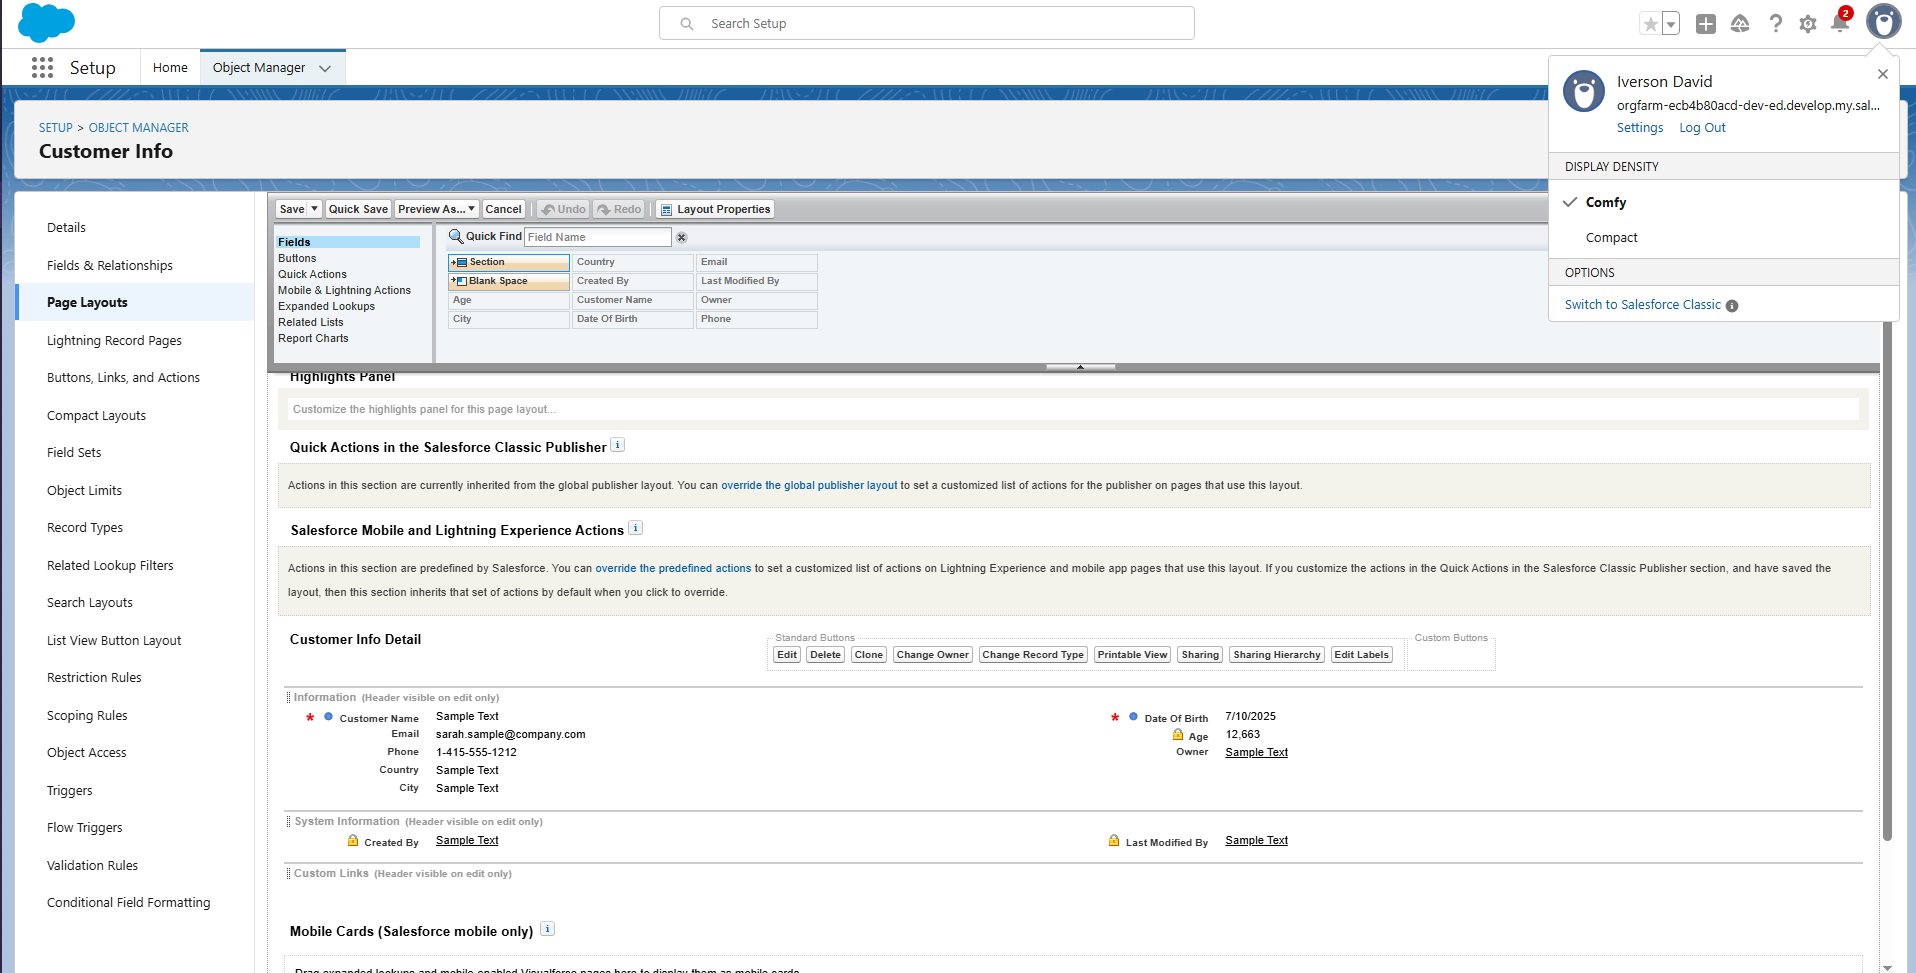 Search Setup
2
Setup
Home
Object Manager
Iverson David
orgfarm-ecb4b80acd-dev-ed.develop.my.sal...
Settings Log Out
DISPLAY DENSITY
Comfy
Compact
OPTIONS
Switch to Salesforce Classic
SETUP > OBJECT MANAGER
Customer Info
Details
Fields & Relationships
Page Layouts
Lightning Record Pages
Buttons, Links, and Actions
Compact Layouts
Field Sets
Object Limits
Record Types
Related Lookup Filters
Search Layouts
List View Button Layout
Restriction Rules
Scoping Rules
Object Access
Triggers
Flow Triggers
Validation Rules
Conditional Field Formatting
Save Quick Save Preview As... Cancel Undo Redo Layout Properties
Fields
Buttons
Quick Actions
Mobile & Lightning Actions
Expanded Lookups
Related Lists
Report Charts
Quick Find Field Name
Section Country Email
Blank Space Created By Last Modified By
Age Customer Name Owner
City Date Of Birth Phone
Highlights Panel
Customize the highlights panel for this page layout...
Quick Actions in the Salesforce Classic Publisher
Actions in this section are currently inherited from the global publisher layout. You can override the global publisher layout to set a customized list of actions for the publisher on pages that use this layout.
Salesforce Mobile and Lightning Experience Actions
Actions in this section are predefined by Salesforce. You can override the predefined actions to set a customized list of actions on Lightning Experience and mobile app pages that use this layout. If you customize the actions in the Quick Actions in the Salesforce Classic Publisher section, and have saved the
layout, then this section inherits that set of actions by default when you click to override.
Customer Info Detail
Standard Buttons
Edit Delete Clone Change Owner Change Record Type Printable View Sharing Sharing Hierarchy Edit Labels
Custom Buttons
Information (Header visible on edit only)
* Customer Name Sample Text
Email sarah.sample@company.com
Phone 1-415-555-1212
Country Sample Text
City Sample Text
* Date Of Birth 7/10/2025
Age 12,663
Owner Sample Text
System Information (Header visible on edit only)
Created By Sample Text
Last Modified By Sample Text
Custom Links (Header visible on edit only)
Mobile Cards (Salesforce mobile only)
Drag expanded lookups and mobile-enabled Visualforce pages here to display them as mobile cards.